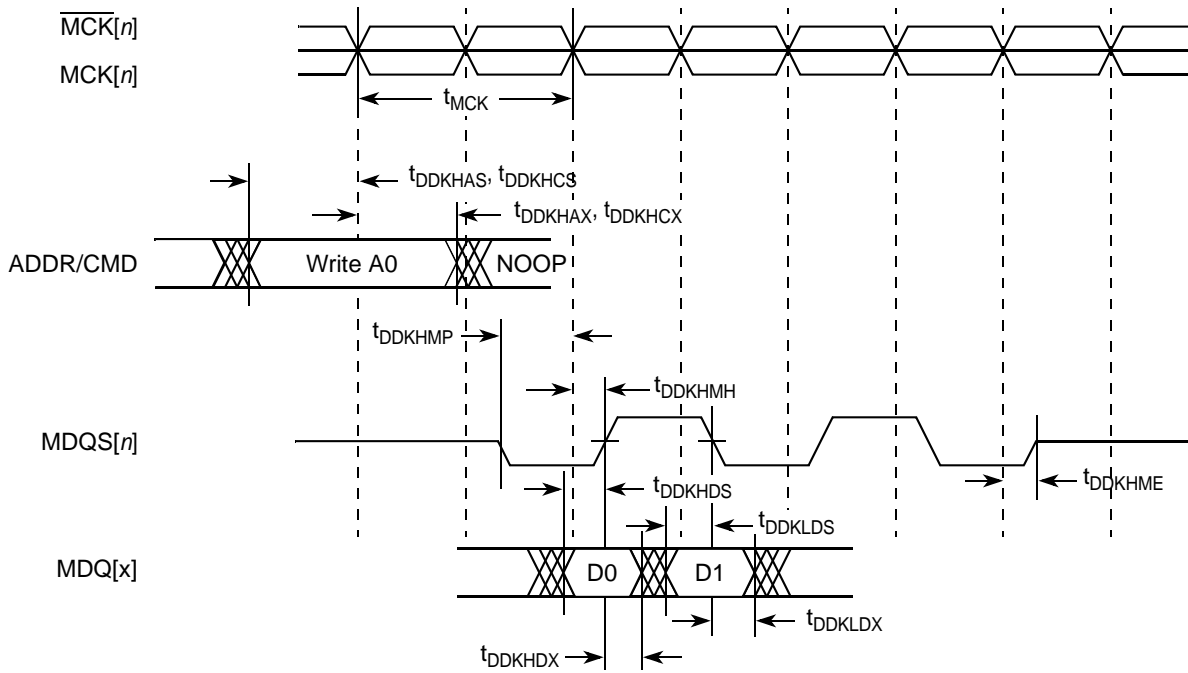 MCK[n]
MCK[n]
tMCK
tDDKHAS, tDDKHCS
tDDKHAX, tDDKHCX
ADDR/CMD
Write A0
NOOP
tDDKHMP
tDDKHMH
MDQS[n]
tDDKHDS
tDDKHME
tDDKLDS
MDQ[x]
D0
D1
tDDKLDX
tDDKHDX